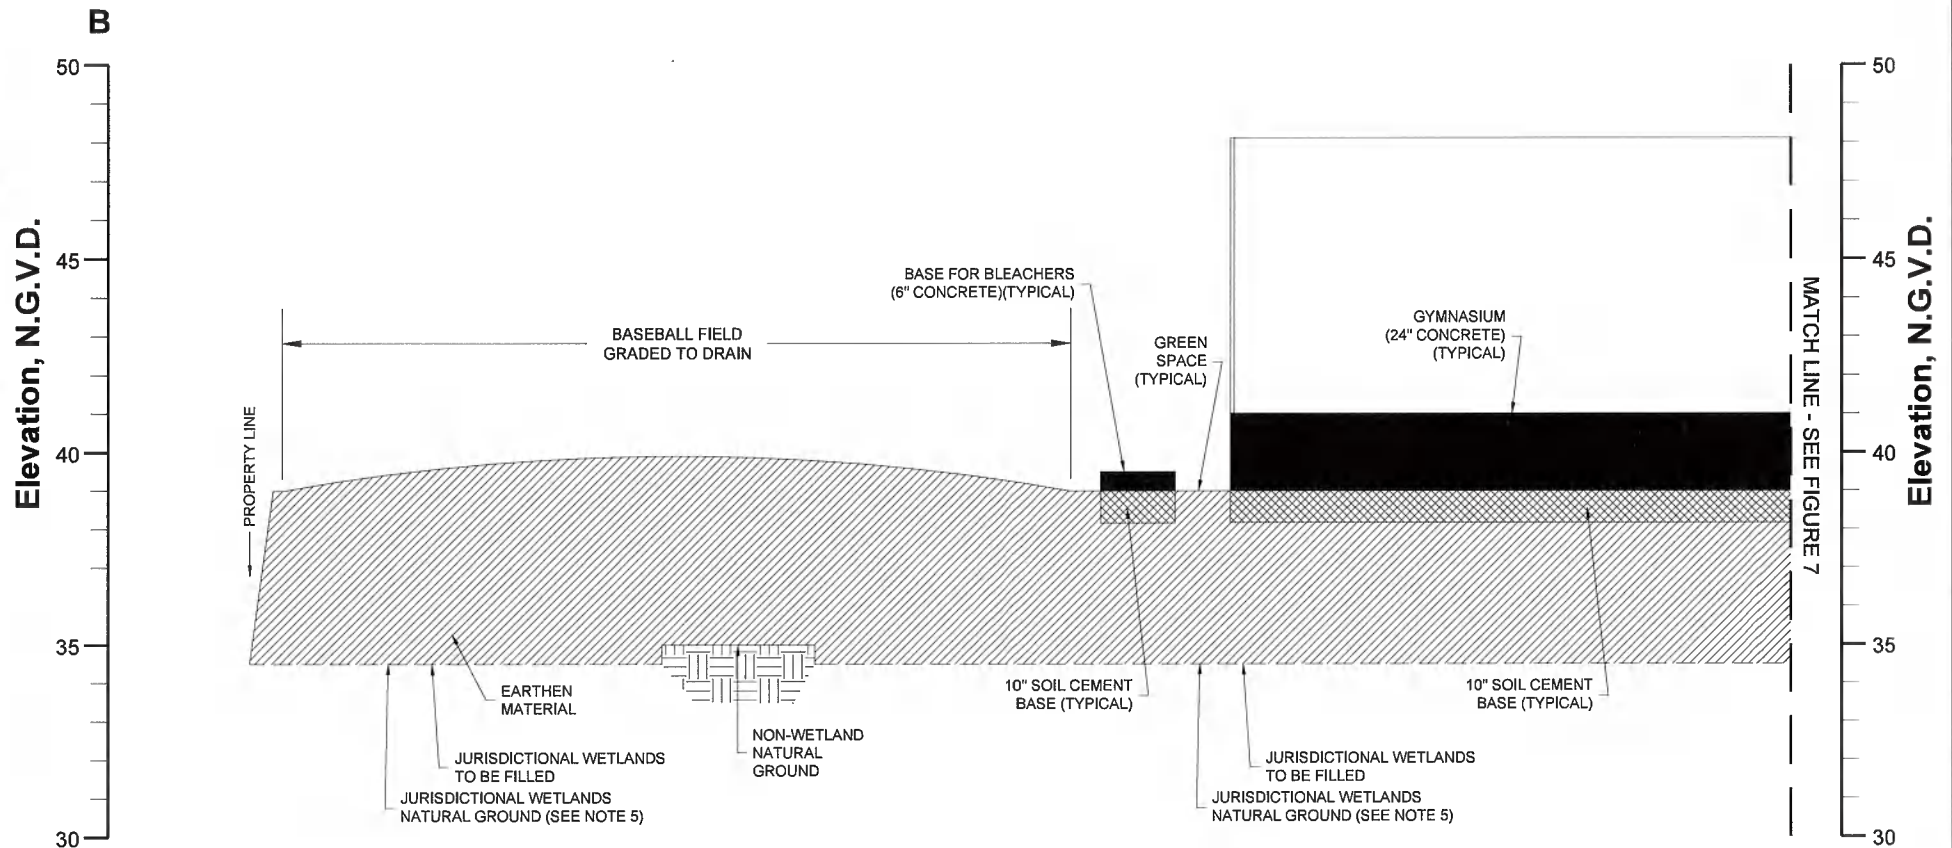 B
50
45
40
35
30
Elevation, N.G.V.D.
PROPERTY LINE
BASEBALL FIELD
GRADED TO DRAIN
BASE FOR BLEACHERS
(6" CONCRETE)(TYPICAL)
GREEN
SPACE
(TYPICAL)
GYMNASIUM
(24" CONCRETE)
(TYPICAL)
EARTHEN
MATERIAL
JURISDICTIONAL WETLANDS
TO BE FILLED
JURISDICTIONAL WETLANDS
NATURAL GROUND (SEE NOTE 5)
NON-WETLAND
NATURAL
GROUND
10" SOIL CEMENT
BASE (TYPICAL)
JURISDICTIONAL WETLANDS
TO BE FILLED
JURISDICTIONAL WETLANDS
NATURAL GROUND (SEE NOTE 5)
10" SOIL CEMENT
BASE (TYPICAL)
MATCH LINE - SEE FIGURE 7
50
45
40
35
30
Elevation, N.G.V.D.